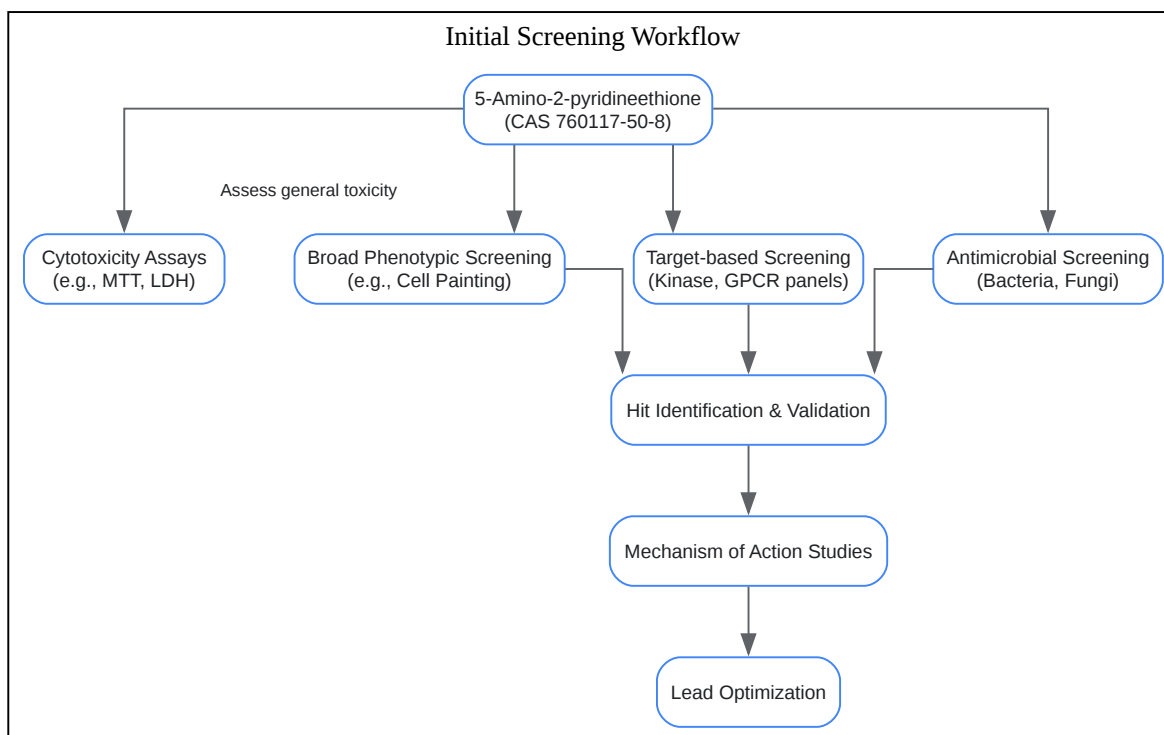 Initial Screening Workflow
5-Amino-2-pyridineethione
(CAS 760117-50-8)
Assess general toxicity
Cytotoxicity Assays
(e.g., MTT, LDH)
Broad Phenotypic Screening
(e.g., Cell Painting)
Target-based Screening
(Kinase, GPCR panels)
Antimicrobial Screening
(Bacteria, Fungi)
Hit Identification & Validation
Mechanism of Action Studies
Lead Optimization